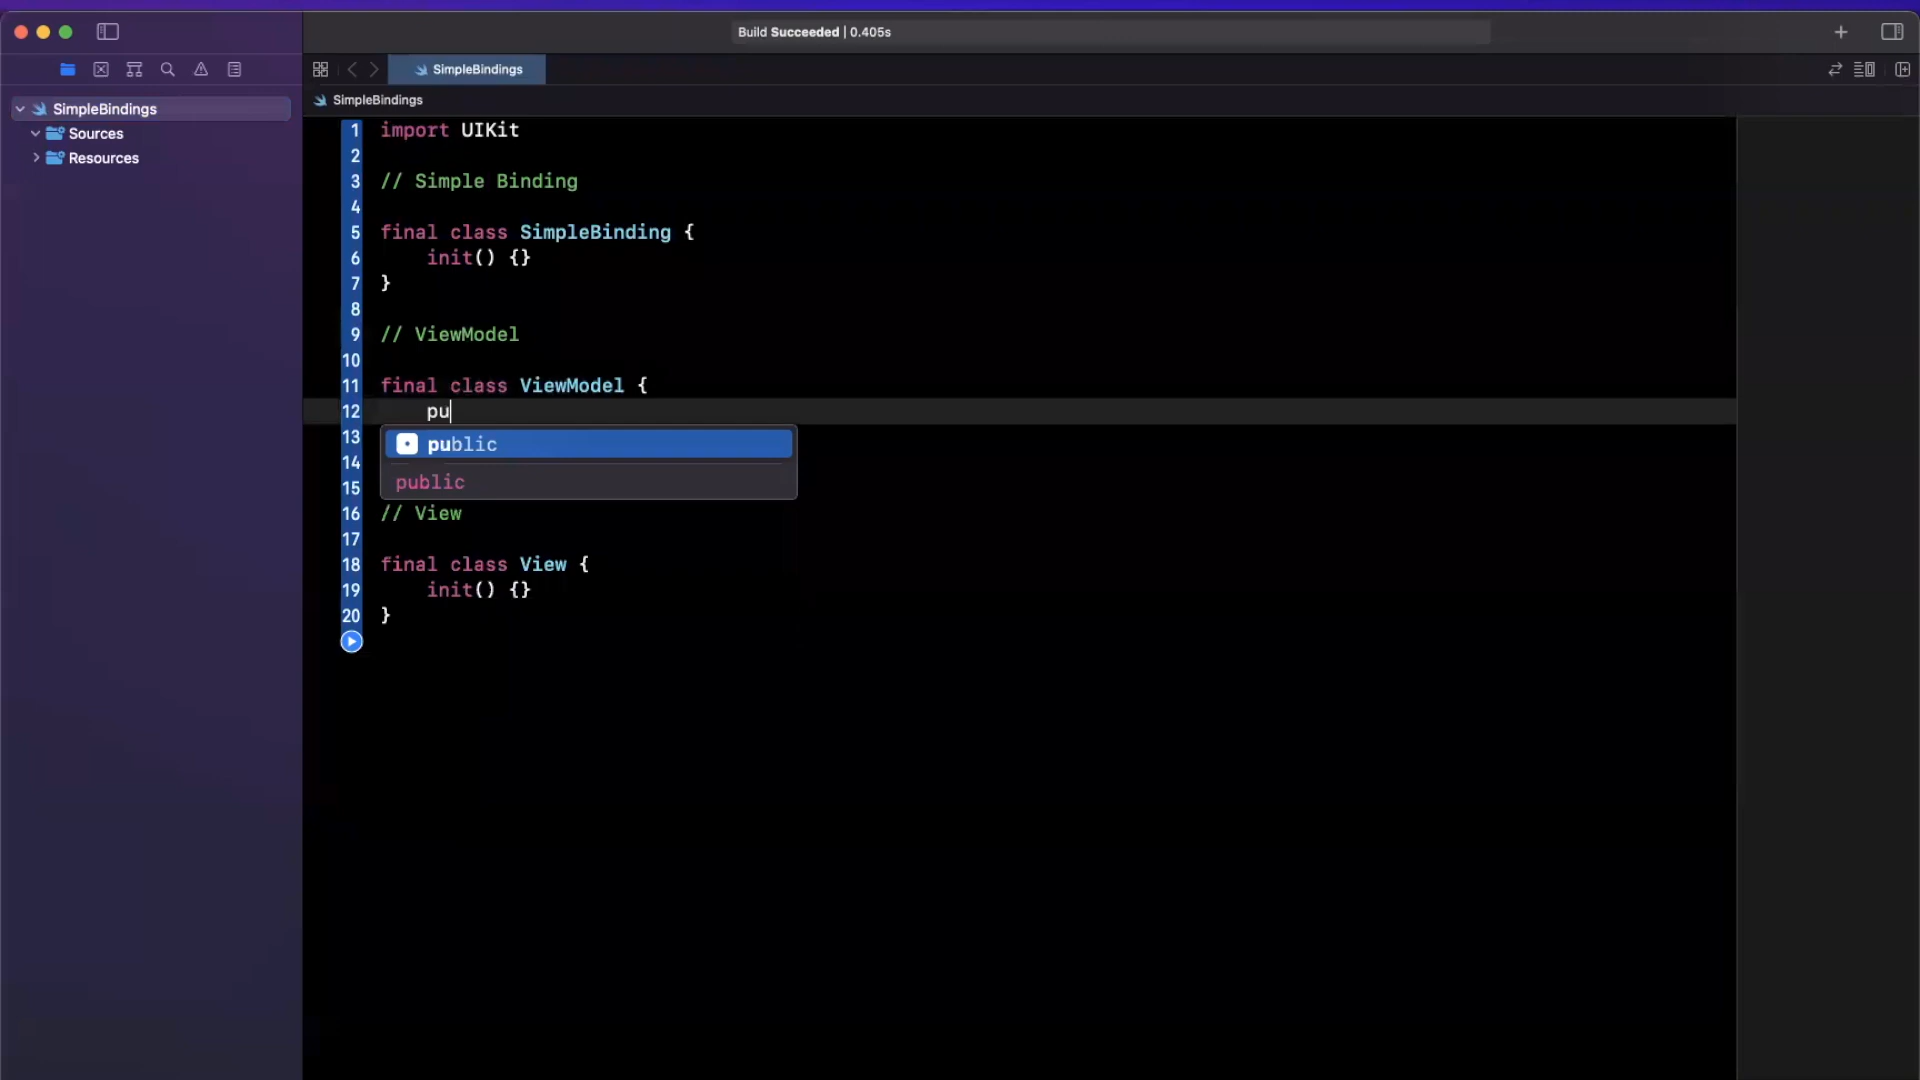 Build Succeeded | 0.405s
SimpleBindings
SimpleBindings
Sources
Resources
SimpleBindings
1 import UIKit
2
3 // Simple Binding
4
5 final class SimpleBinding {
6 init() {}
7 }
8
9 // ViewModel
10
11 final class ViewModel {
12 pu
13
public
14
public
15
16 // View
17
18 final class View {
19 init() {}
20 }